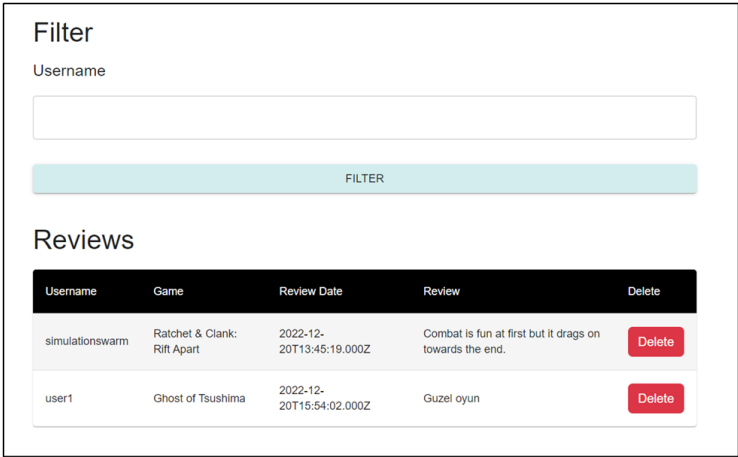 Filter
Username
FILTER
Reviews
Username Game Review Date Review Delete
simulationswarm Ratchet & Clank: Rift Apart 2022-12-20T13:45:19.000Z Combat is fun at first but it drags on towards the end. Delete
user1 Ghost of Tsushima 2022-12-20T15:54:02.000Z Guzel oyun Delete